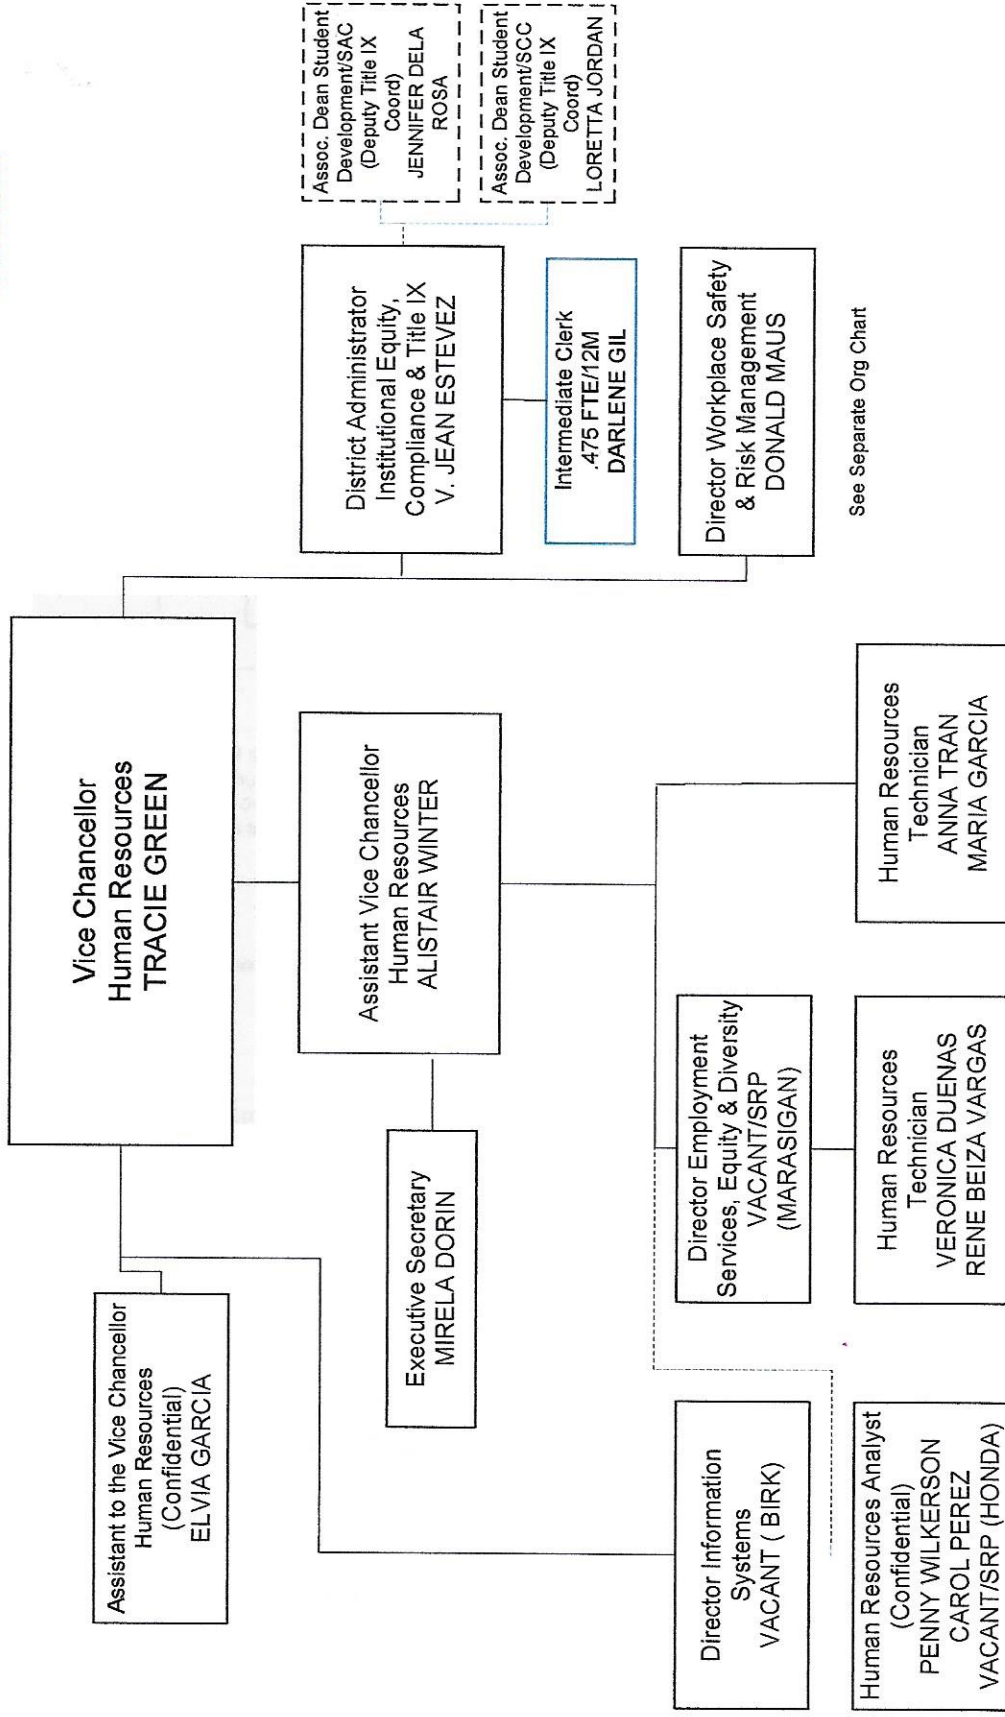 Vice Chancellor
Human Resources
TRACIE GREEN
Assistant to the Vice Chancellor
Human Resources
(Confidential)
ELVIA GARCIA
Assistant Vice Chancellor
Human Resources
ALISTAIR WINTER
Executive Secretary
MIRELA DORIN
District Administrator
Institutional Equity,
Compliance & Title IX
V. JEAN ESTEVEZ
Assoc. Dean Student
Development/SAC
(Deputy Title IX
Coord)
JENNIFER DELA
ROSA
Assoc. Dean Student
Development/SCC
(Deputy Title IX
Coord)
LORETTA JORDAN
Intermediate Clerk
.475 FTE/12M
DARLENE GIL
Director Workplace Safety
& Risk Management
DONALD MAUS
See Separate Org Chart
Director Information
Systems
VACANT ( BIRK)
Director Employment
Services, Equity & Diversity
VACANT/SRP
(MARASIGAN)
Human Resources Analyst
(Confidential)
PENNY WILKERSON
CAROL PEREZ
VACANT/SRP (HONDA)
Human Resources
Technician
VERONICA DUENAS
RENE BEIZA VARGAS
Human Resources
Technician
ANNA TRAN
MARIA GARCIA